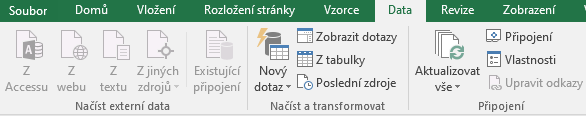 Soubor Domů Vložení Rozložení stránky Vzorce Data Revize Zobrazení
Z Accessu
Z webu
Z textu
Z jiných zdrojů
Existující připojení
Načíst externí data
Nový dotaz
Zobrazit dotazy
Z tabulky
Poslední zdroje
Načíst a transformovat
Aktualizovat vše
Připojení
Vlastnosti
Upravit odkazy
Připojení